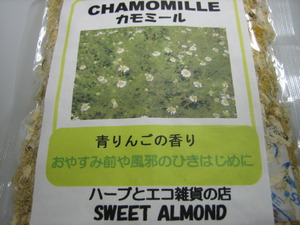 CHAMOMILLE
カモミール
青りんごの香り
おやすみ前や風邪のひきはじめに
ハーブとエコ雑貨の店
SWEET ALMOND